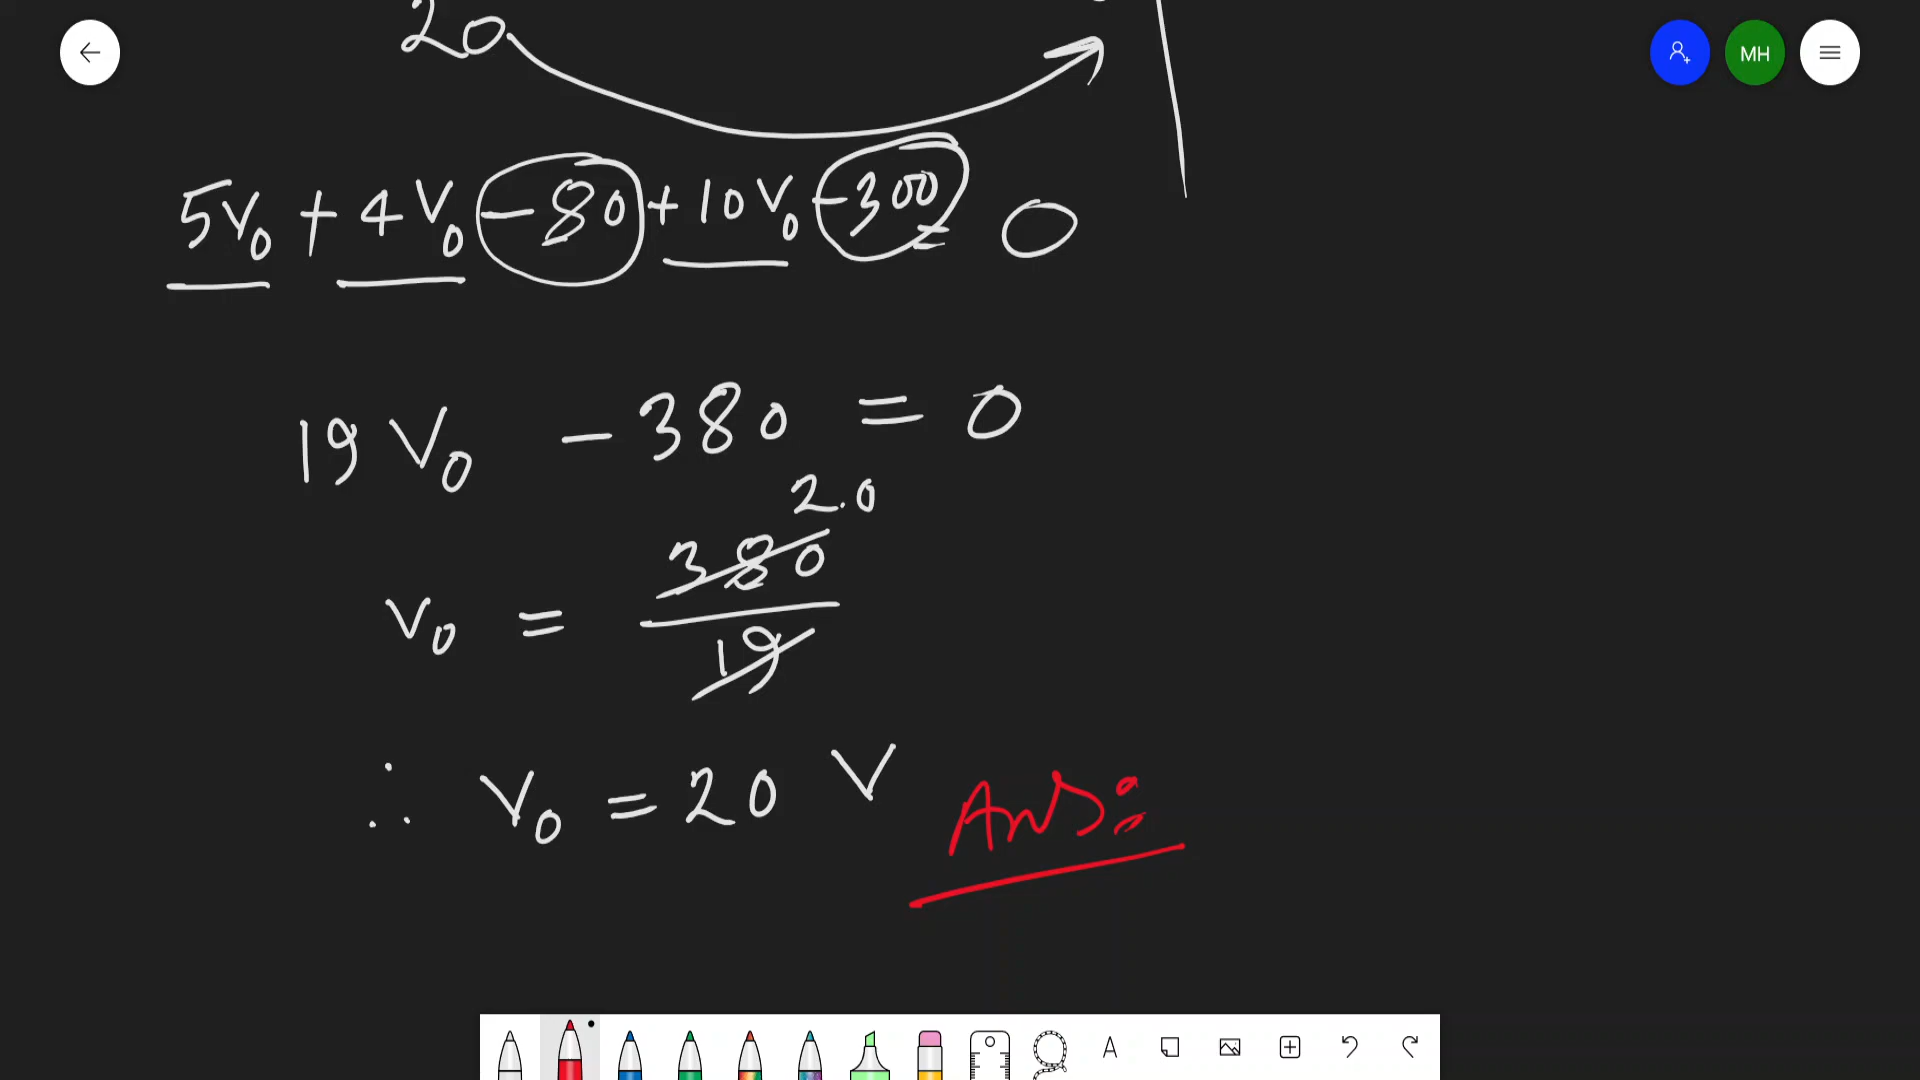 20
MH
5V₀ + 4V₀ - 80 + 10V₀ - 300 = 0
19V₀ - 380 = 0
2.0
V₀ = 380/19
∴ V₀ = 20 V Ans:
A